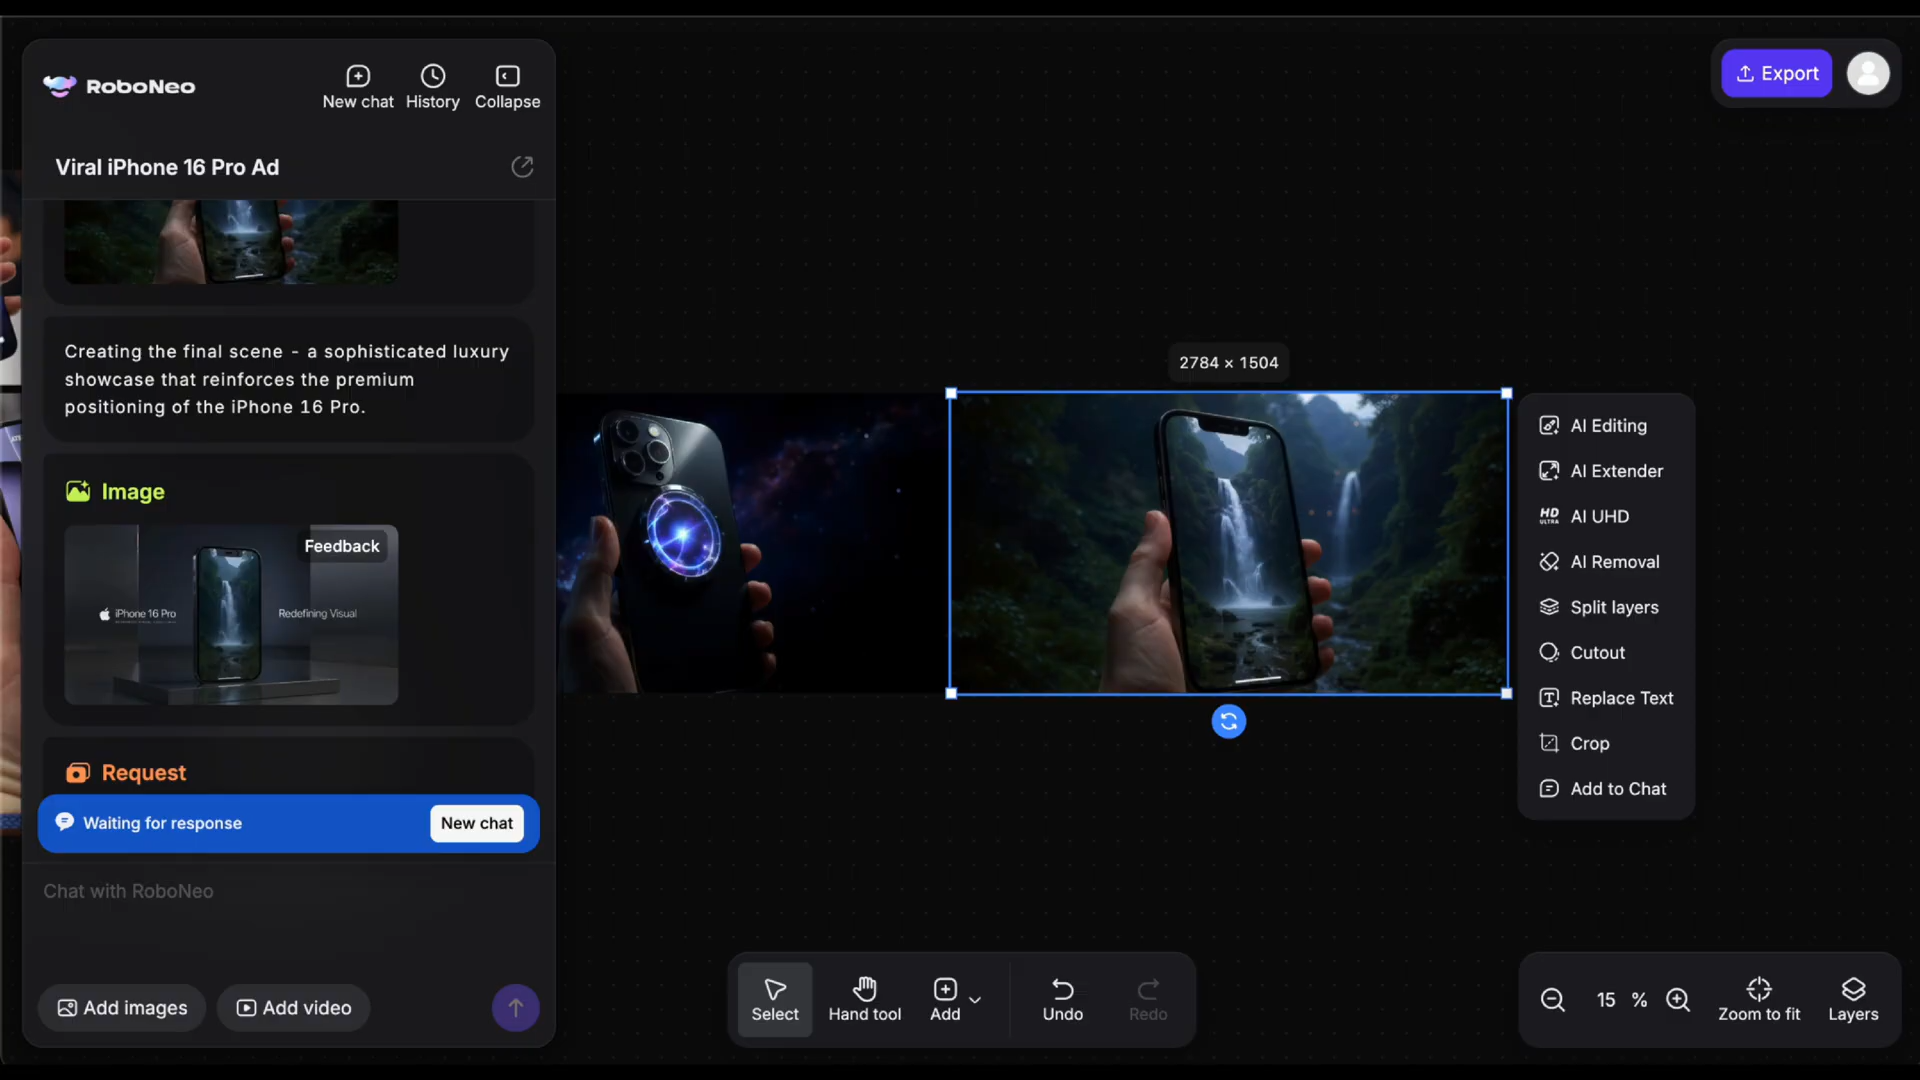 RoboNeo
New chat
History
Collapse
Export
Viral iPhone 16 Pro Ad
Creating the final scene - a sophisticated luxury
showcase that reinforces the premium
positioning of the iPhone 16 Pro.
Image
Feedback
iPhone 16 Pro
Redefining Visual
Request
Waiting for response
New chat
Chat with RoboNeo
Add images
Add video
2784 × 1504
AI Editing
AI Extender
HD ULTRA AI UHD
AI Removal
Split layers
Cutout
Replace Text
Crop
Add to Chat
Select
Hand tool
Add
Undo
Redo
15 %
Zoom to fit
Layers